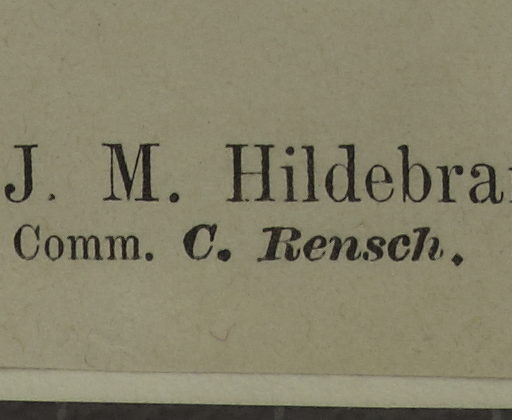 J. M. Hildebra
Comm. C. Rensch.